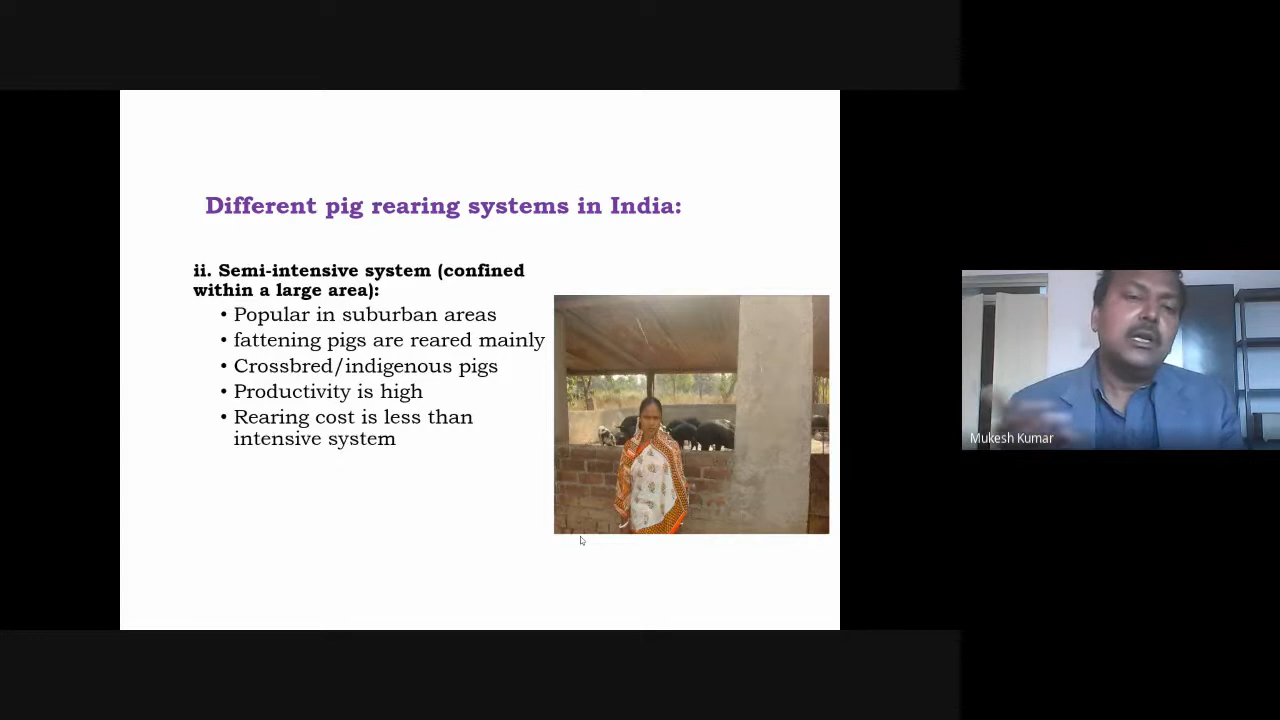 Different pig rearing systems in India:
ii. Semi-intensive system (confined
within a large area):
• Popular in suburban areas
• fattening pigs are reared mainly
• Crossbred/indigenous pigs
• Productivity is high
• Rearing cost is less than
intensive system
Mukesh Kumar